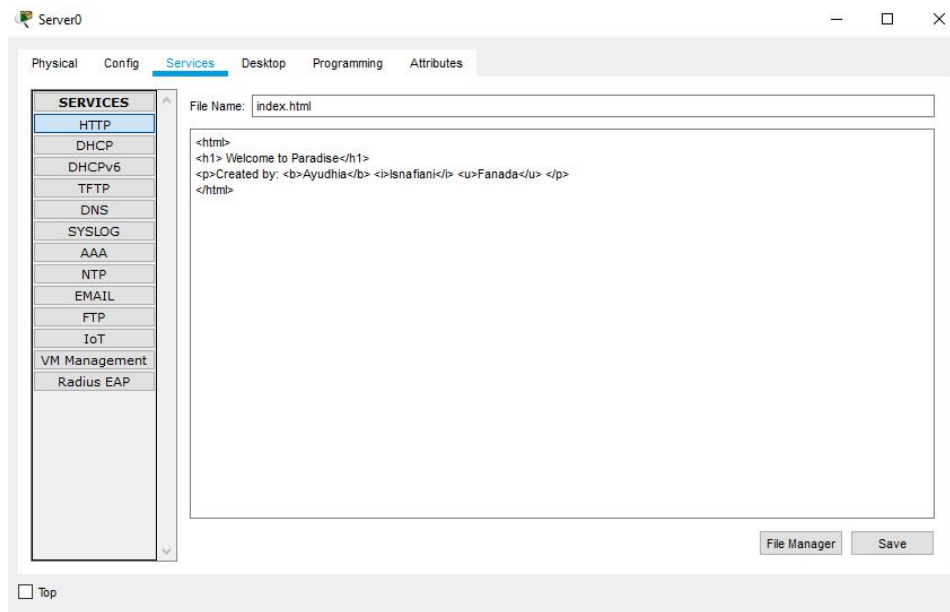 Server0
Physical Config Services Desktop Programming Attributes
SERVICES
HTTP
DHCP
DHCPv6
TFTP
DNS
SYSLOG
AAA
NTP
EMAIL
FTP
IoT
VM Management
Radius EAP
File Name: index.html
<html>
<h1> Welcome to Paradise</h1>
<p>Created by: <b>Ayudhia</b> <i>Isnafiani</i> <u>Fanada</u> </p>
</html>
File Manager Save
Top